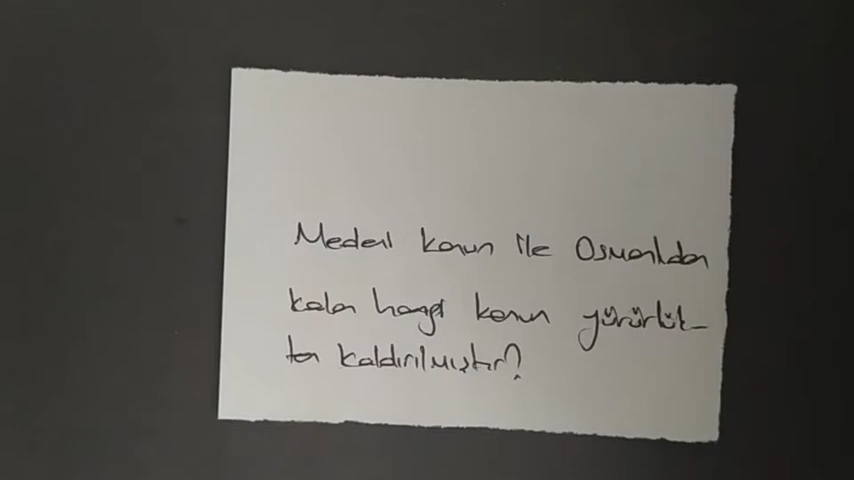 Medeni kanun ile Osmanlıdan
kalan hangi kanun yürürlük-
ten kaldırılmıştır?